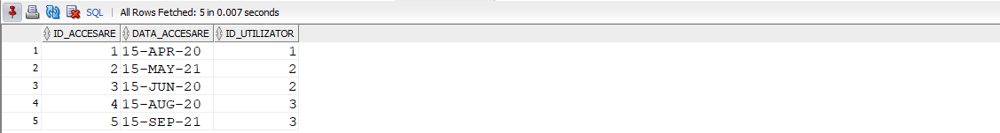 SQL | All Rows Fetched: 5 in 0.007 seconds
ID_ACCESARE DATA_ACCESARE ID_UTILIZATOR
1 1 15-APR-20 1
2 2 15-MAY-21 2
3 3 15-JUN-20 2
4 4 15-AUG-20 3
5 5 15-SEP-21 3